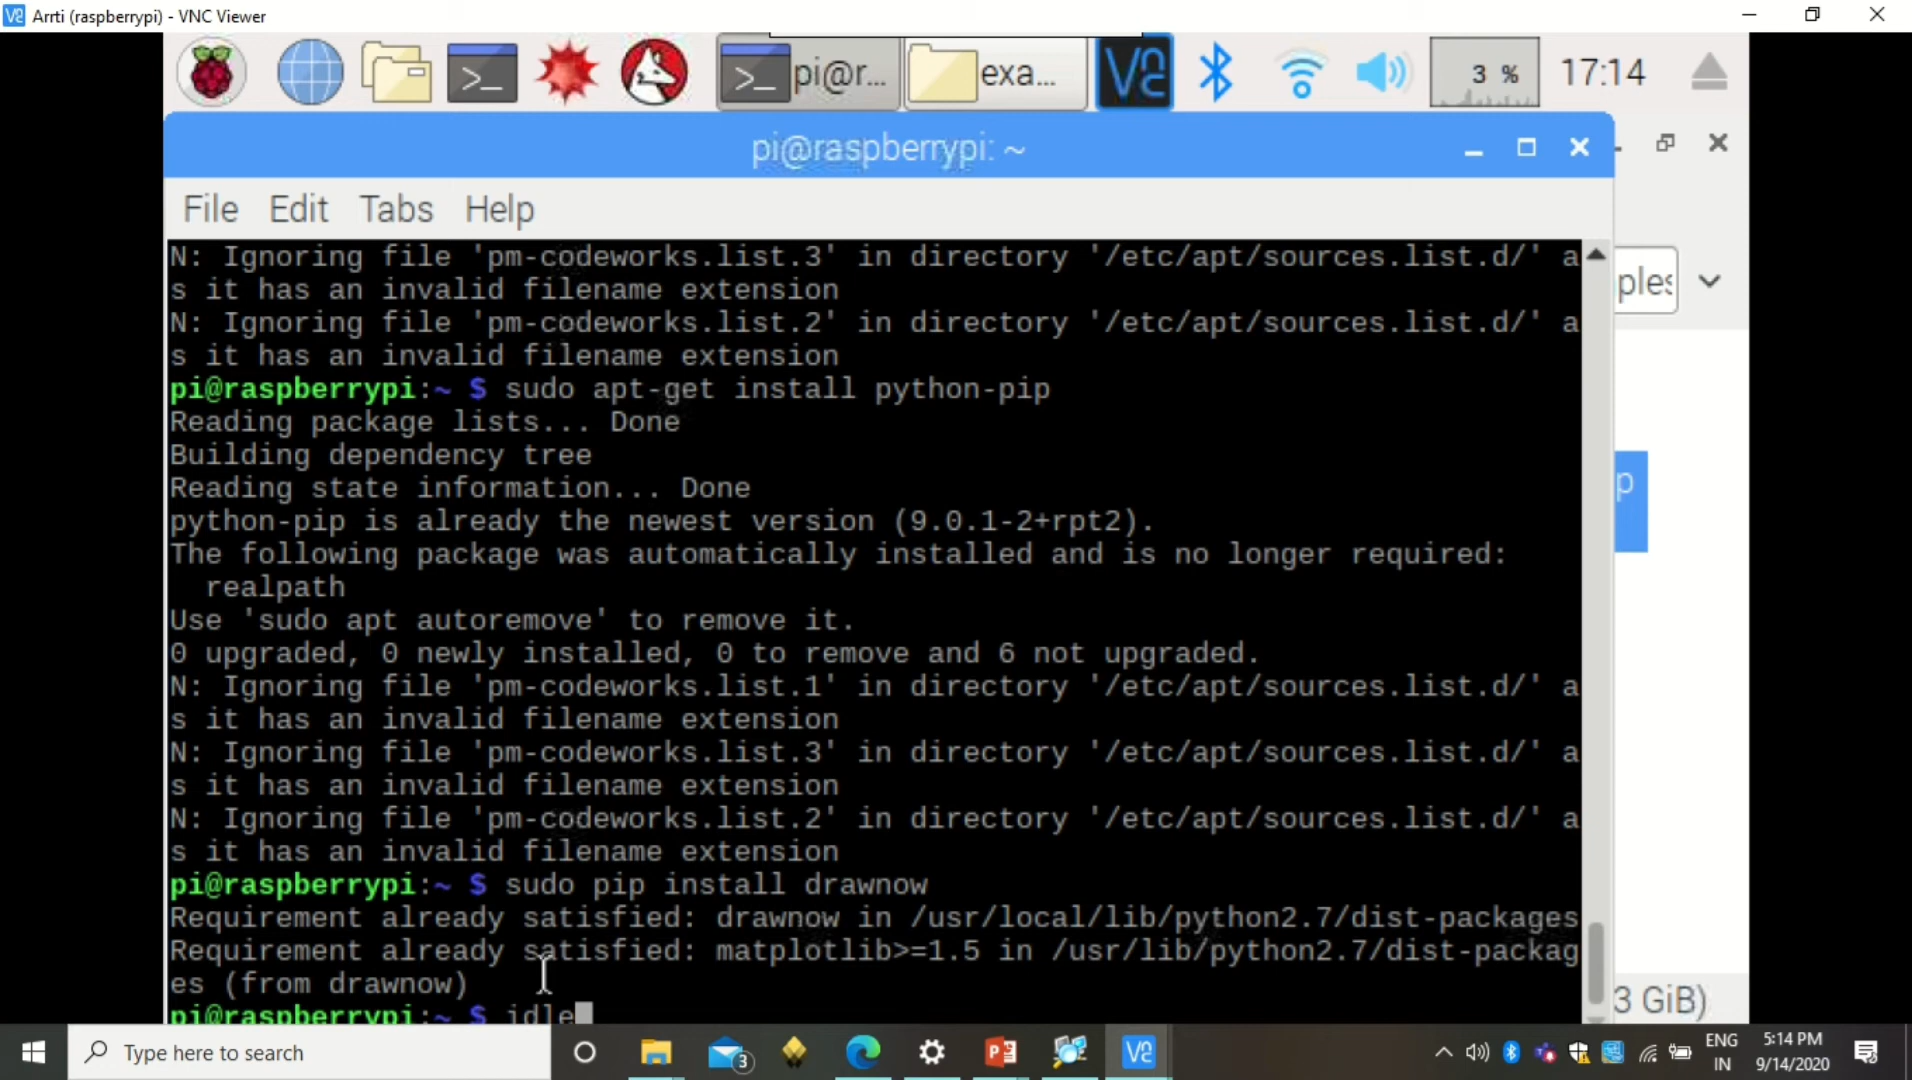 Arrti (raspberrypi) - VNC Viewer
pi@r... exa... 3 % 17:14
pi@raspberrypi: ~
File Edit Tabs Help
N: Ignoring file 'pm-codeworks.list.3' in directory '/etc/apt/sources.list.d/' a
s it has an invalid filename extension
N: Ignoring file 'pm-codeworks.list.2' in directory '/etc/apt/sources.list.d/' a
s it has an invalid filename extension
pi@raspberrypi:~ $ sudo apt-get install python-pip
Reading package lists... Done
Building dependency tree
Reading state information... Done
python-pip is already the newest version (9.0.1-2+rpt2).
The following package was automatically installed and is no longer required:
realpath
Use 'sudo apt autoremove' to remove it.
0 upgraded, 0 newly installed, 0 to remove and 6 not upgraded.
N: Ignoring file 'pm-codeworks.list.1' in directory '/etc/apt/sources.list.d/' a
s it has an invalid filename extension
N: Ignoring file 'pm-codeworks.list.3' in directory '/etc/apt/sources.list.d/' a
s it has an invalid filename extension
N: Ignoring file 'pm-codeworks.list.2' in directory '/etc/apt/sources.list.d/' a
s it has an invalid filename extension
pi@raspberrypi:~ $ sudo pip install drawnow
Requirement already satisfied: drawnow in /usr/local/lib/python2.7/dist-packages
Requirement already satisfied: matplotlib>=1.5 in /usr/lib/python2.7/dist-packag
es (from drawnow)
pi@raspberrypi:~ $ idle
ples
p
3 GiB)
Type here to search
3
ENG
IN
5:14 PM
9/14/2020